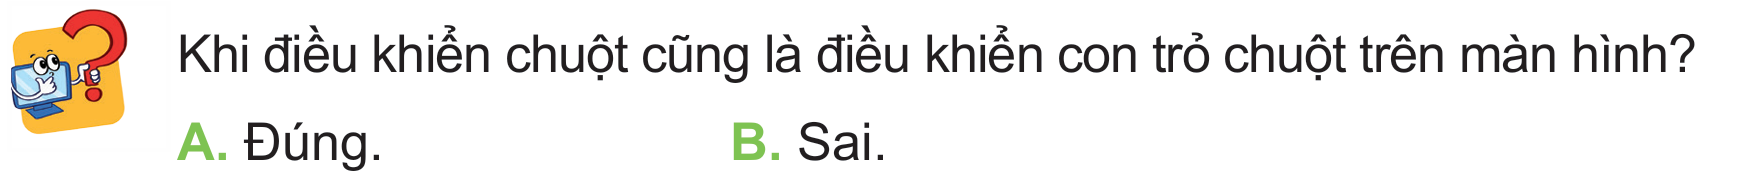 Khi điều khiển chuột cũng là điều khiển con trỏ chuột trên màn hình?
A. Đúng. B. Sai.